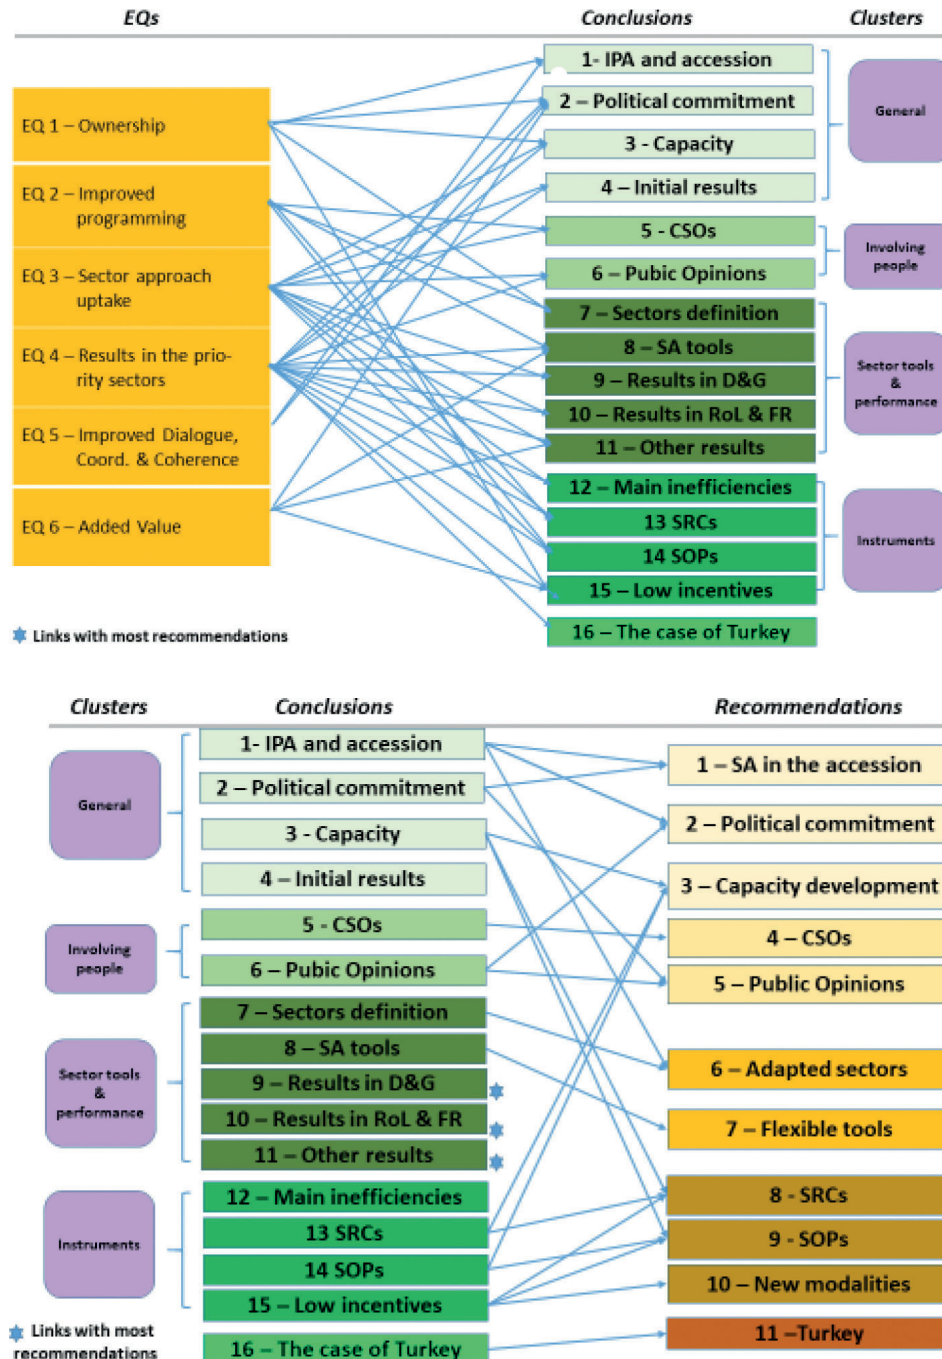 EQs
Conclusions
Clusters
EQ 1 – Ownership
EQ 2 – Improved
programming
EQ 3 – Sector approach
uptake
EQ 4 – Results in the prio-
rity sectors
EQ 5 – Improved Dialogue,
Coord. & Coherence
EQ 6 – Added Value
1- IPA and accession
2 – Political commitment
3 - Capacity
4 – Initial results
5 - CSOs
6 – Pubic Opinions
7 – Sectors definition
8 – SA tools
9 – Results in D&G
10 – Results in RoL & FR
11 – Other results
12 – Main inefficiencies
13 SRCs
14 SOPs
15 – Low incentives
16 – The case of Turkey
General
Involving
people
Sector tools
&
performance
Instruments
Links with most recommendations
Clusters
Conclusions
Recommendations
General
Involving
people
Sector tools
&
performance
Instruments
1- IPA and accession
2 – Political commitment
3 - Capacity
4 – Initial results
5 - CSOs
6 – Pubic Opinions
7 – Sectors definition
8 – SA tools
9 – Results in D&G
10 – Results in RoL & FR
11 – Other results
12 – Main inefficiencies
13 SRCs
14 SOPs
15 – Low incentives
16 – The case of Turkey
1 – SA in the accession
2 – Political commitment
3 – Capacity development
4 – CSOs
5 – Public Opinions
6 – Adapted sectors
7 – Flexible tools
8 - SRCs
9 - SOPs
10 – New modalities
11 –Turkey
Links with most
recommendations